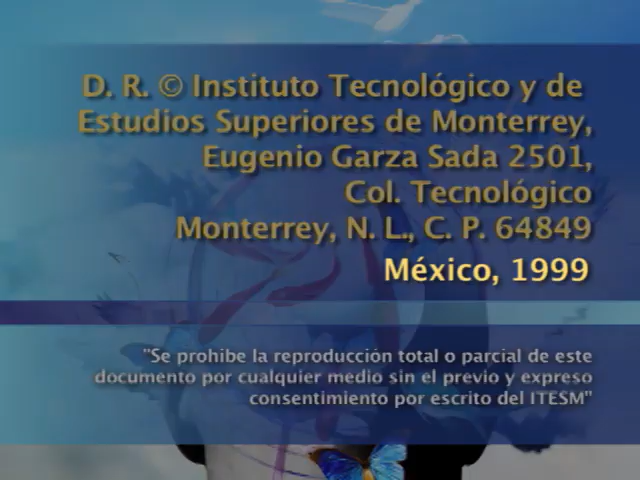 D. R. © Instituto Tecnológico y de
Estudios Superiores de Monterrey,
Eugenio Garza Sada 2501,
Col. Tecnológico
Monterrey, N. L., C. P. 64849
México, 1999
"Se prohibe la reproducción total o parcial de este
documento por cualquier medio sin el previo y expreso
consentimiento por escrito del ITESM"